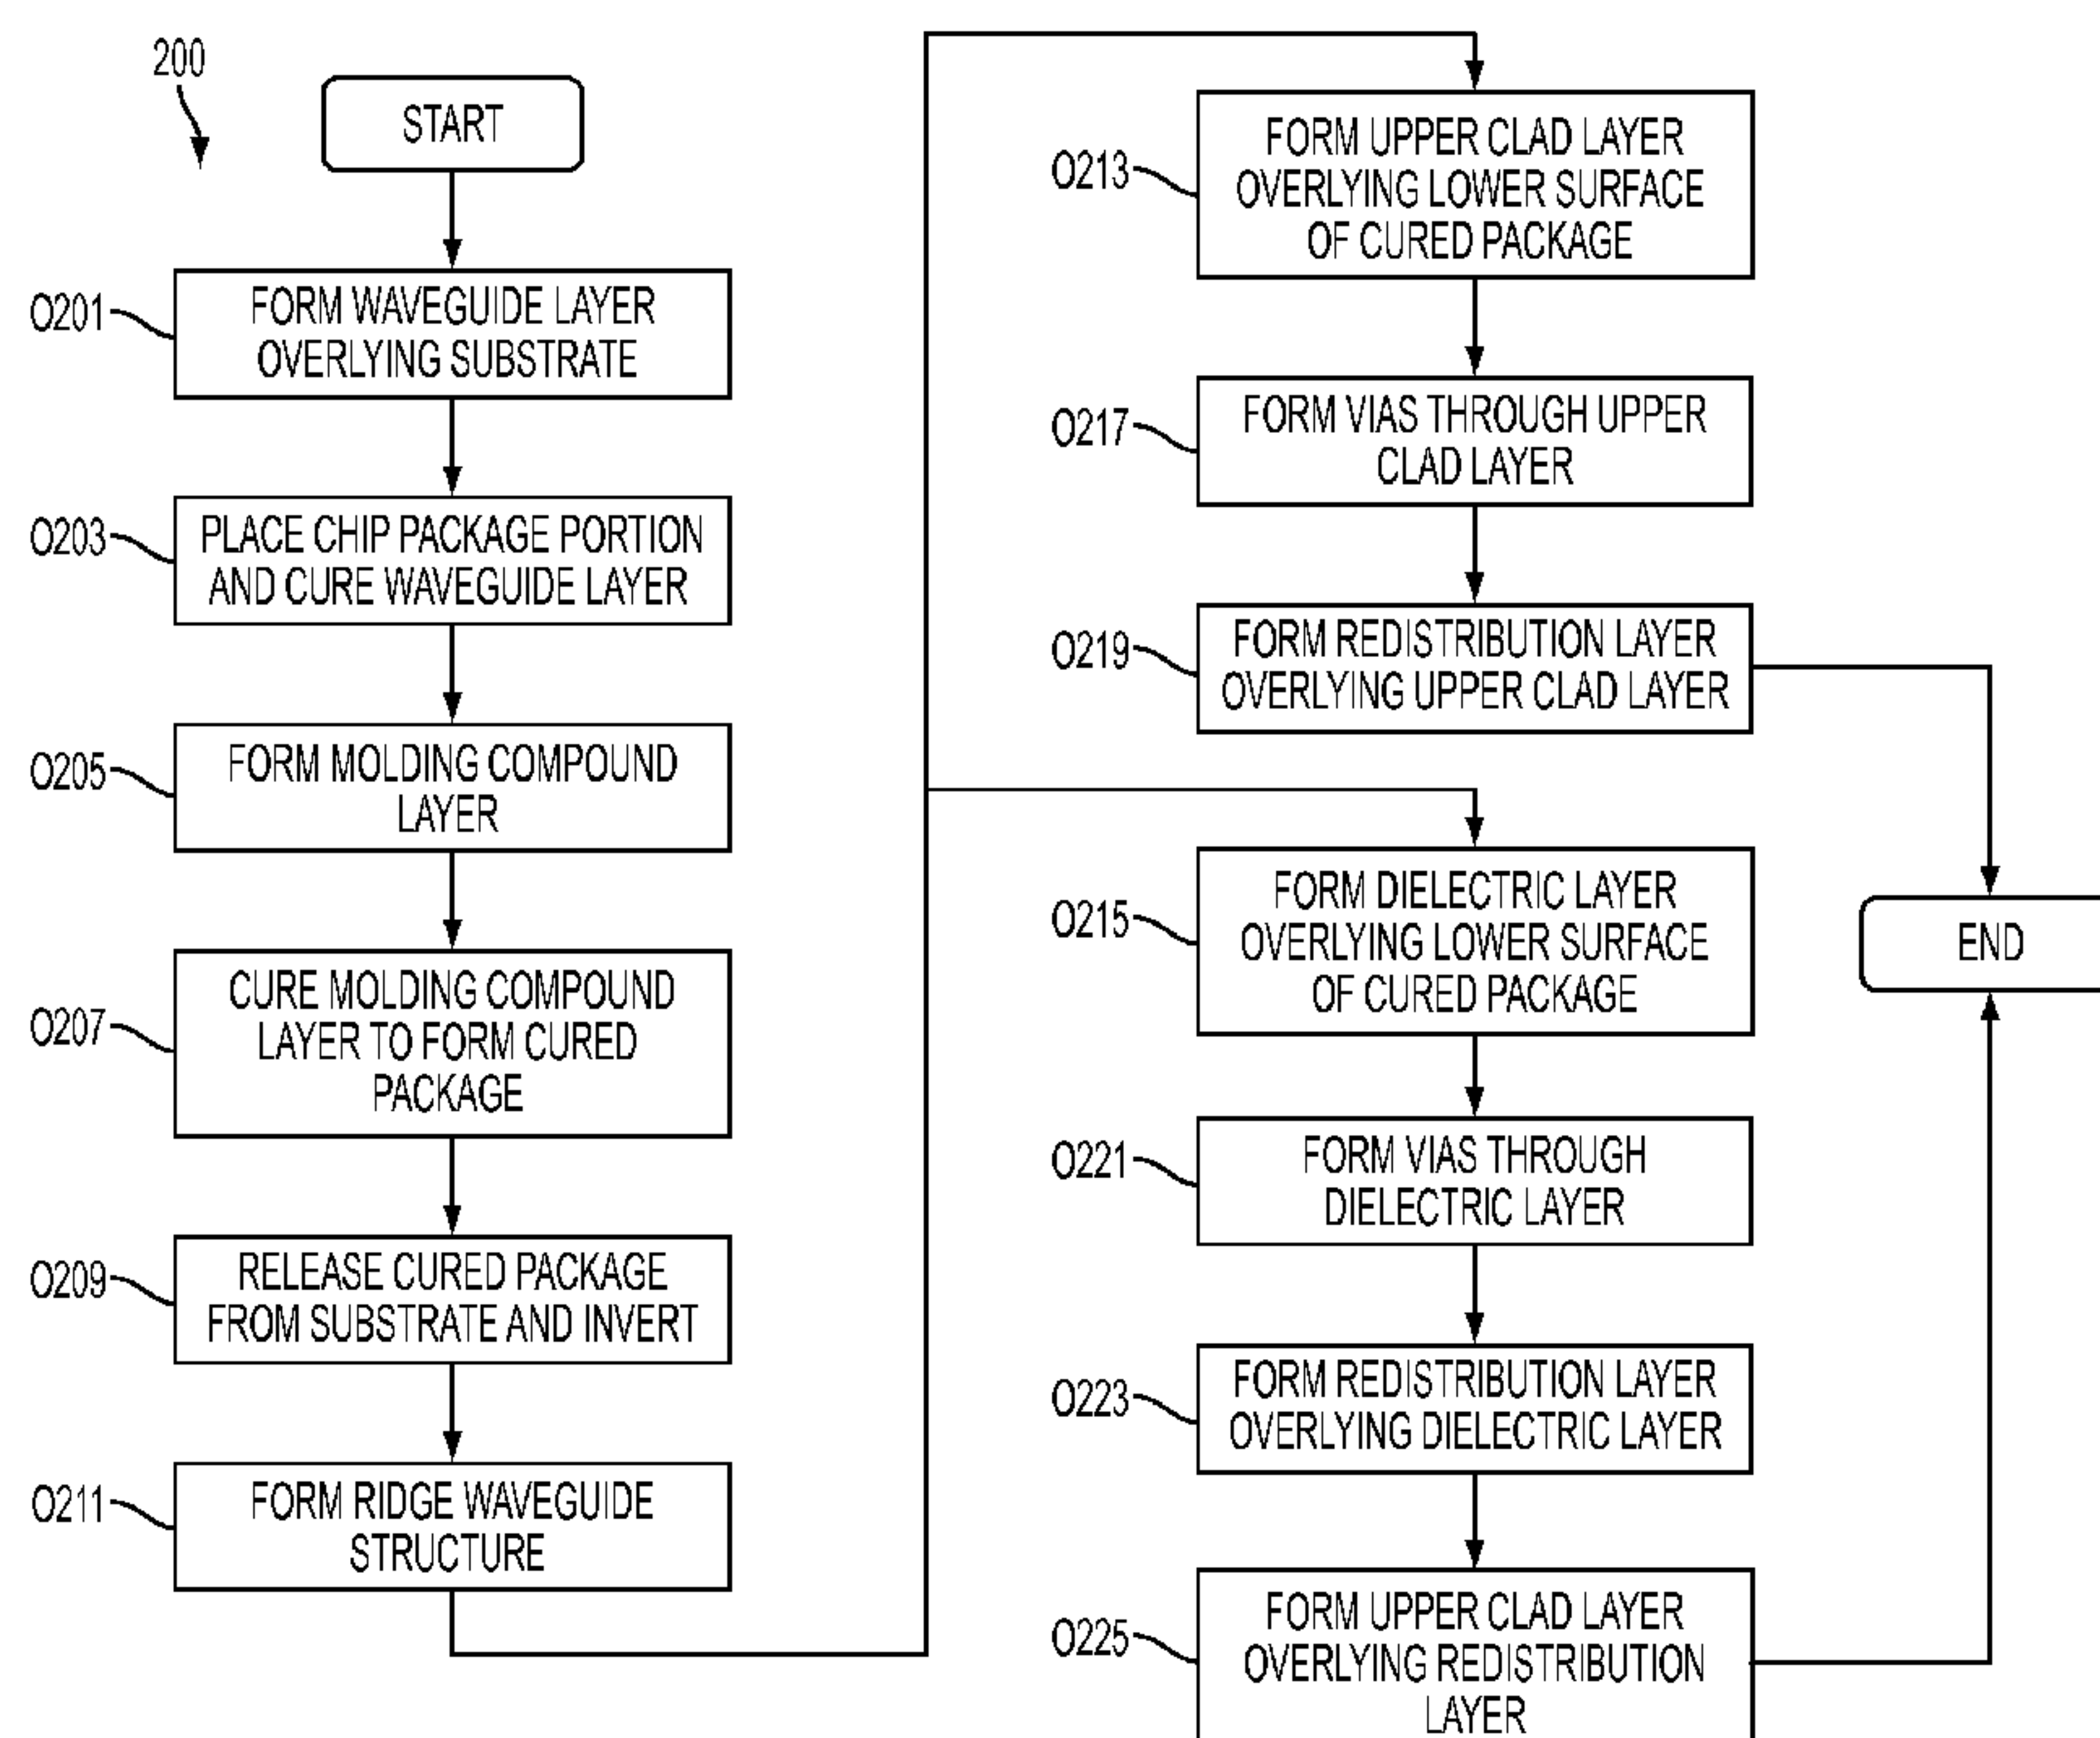 200
START
O201
FORM WAVEGUIDE LAYER
OVERLYING SUBSTRATE
O203
PLACE CHIP PACKAGE PORTION
AND CURE WAVEGUIDE LAYER
O205
FORM MOLDING COMPOUND
LAYER
O207
CURE MOLDING COMPOUND
LAYER TO FORM CURED
PACKAGE
O209
RELEASE CURED PACKAGE
FROM SUBSTRATE AND INVERT
O211
FORM RIDGE WAVEGUIDE
STRUCTURE
O213
FORM UPPER CLAD LAYER
OVERLYING LOWER SURFACE
OF CURED PACKAGE
O217
FORM VIAS THROUGH UPPER
CLAD LAYER
O219
FORM REDISTRIBUTION LAYER
OVERLYING UPPER CLAD LAYER
O215
FORM DIELECTRIC LAYER
OVERLYING LOWER SURFACE
OF CURED PACKAGE
O221
FORM VIAS THROUGH
DIELECTRIC LAYER
O223
FORM REDISTRIBUTION LAYER
OVERLYING DIELECTRIC LAYER
O225
FORM UPPER CLAD LAYER
OVERLYING REDISTRIBUTION
LAYER
END